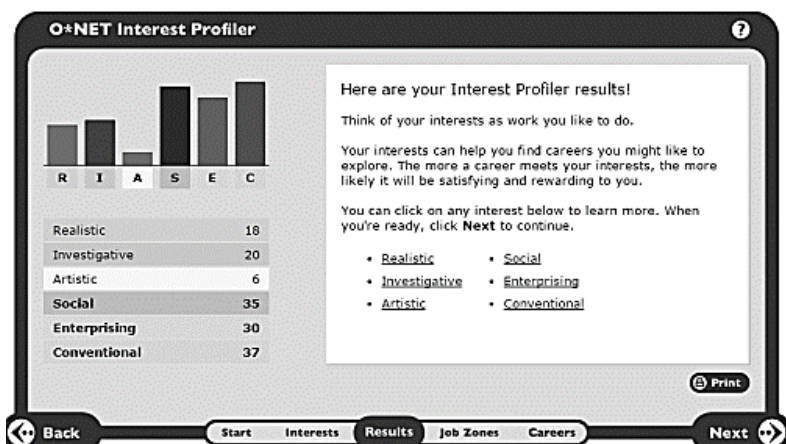 O*NET Interest Profiler
?
R I A S E C
Realistic 18
Investigative 20
Artistic 6
Social 35
Enterprising 30
Conventional 37
Here are your Interest Profiler results!
Think of your interests as work you like to do.
Your interests can help you find careers you might like to
explore. The more a career meets your interests, the more
likely it will be satisfying and rewarding to you.
You can click on any interest below to learn more. When
you're ready, click Next to continue.
• Realistic • Social
• Investigative • Enterprising
• Artistic • Conventional
Print
Back Start Interests Results Job Zones Careers Next